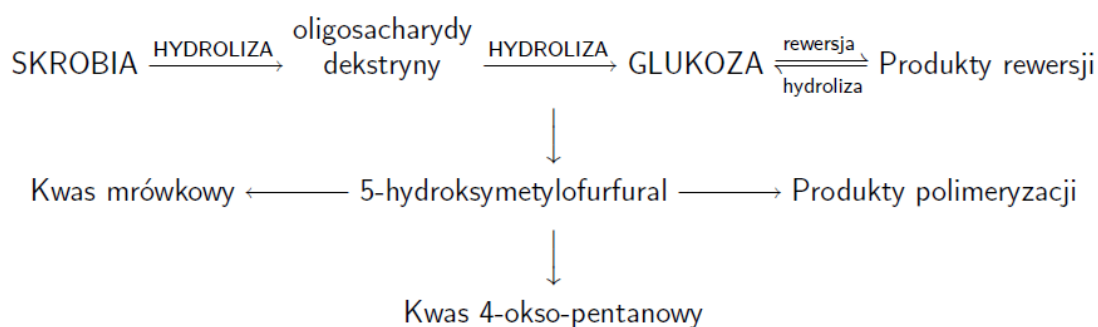 SKROBIA HYDROLIZA oligosacharydy dekstryny HYDROLIZA GLUKOZA rewersja hydroliza Produkty rewersji
Kwas mrówkowy 5-hydroksymetylofurfural Produkty polimeryzacji
Kwas 4-okso-pentanowy